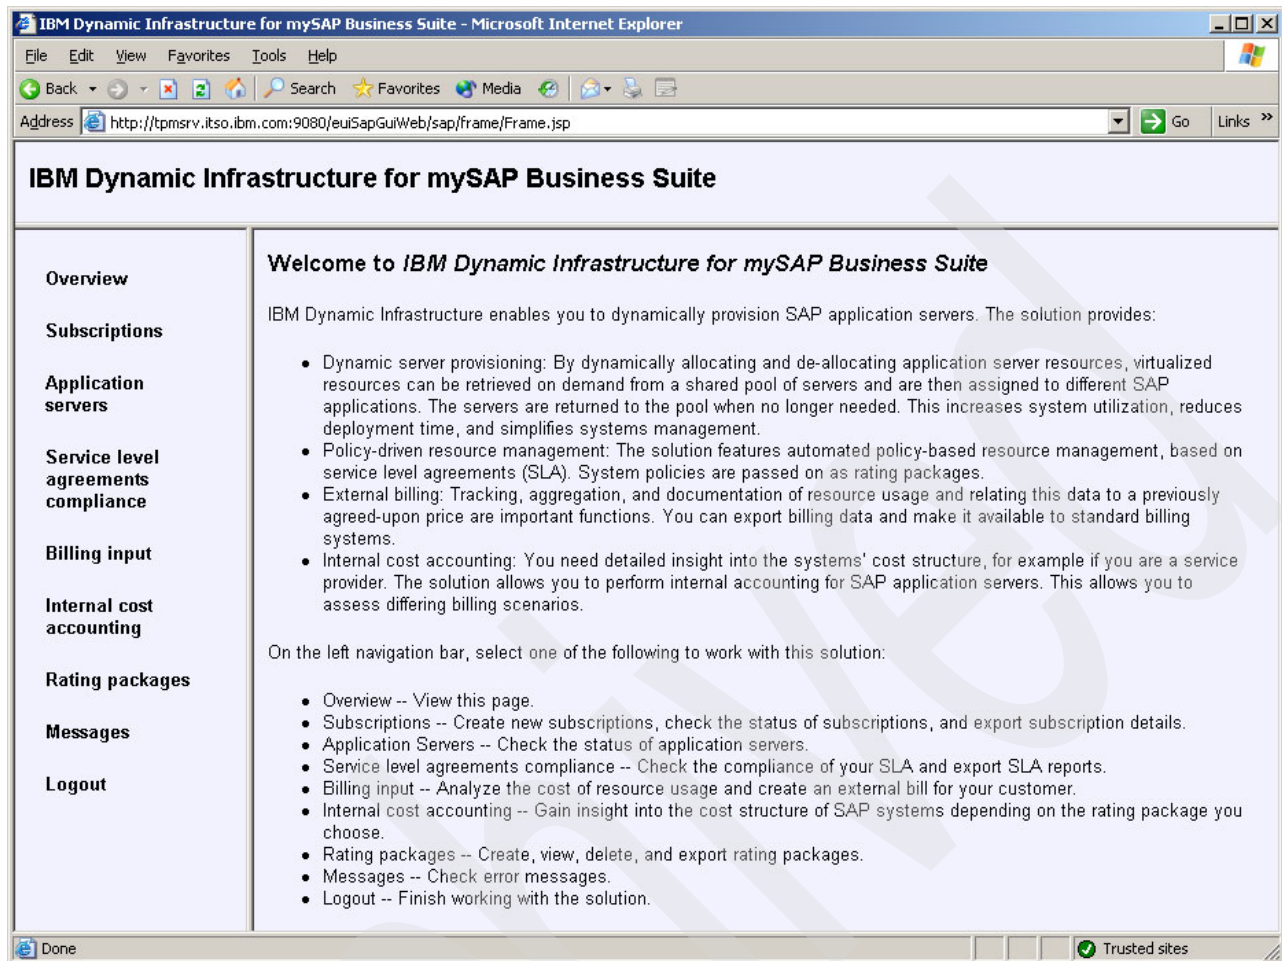 IBM Dynamic Infrastructure for mySAP Business Suite - Microsoft Internet Explorer
File Edit View Favorites Tools Help
Back Search Favorites Media
Address http://tpmsrv.itso.ibm.com:9080/euiSapGuiWeb/sap/frame/Frame.jsp Go Links »
IBM Dynamic Infrastructure for mySAP Business Suite
Overview
Subscriptions
Application
servers
Service level
agreements
compliance
Billing input
Internal cost
accounting
Rating packages
Messages
Logout
Welcome to IBM Dynamic Infrastructure for mySAP Business Suite
IBM Dynamic Infrastructure enables you to dynamically provision SAP application servers. The solution provides:
• Dynamic server provisioning: By dynamically allocating and de-allocating application server resources, virtualized
resources can be retrieved on demand from a shared pool of servers and are then assigned to different SAP
applications. The servers are returned to the pool when no longer needed. This increases system utilization, reduces
deployment time, and simplifies systems management.
• Policy-driven resource management: The solution features automated policy-based resource management, based on
service level agreements (SLA). System policies are passed on as rating packages.
• External billing: Tracking, aggregation, and documentation of resource usage and relating this data to a previously
agreed-upon price are important functions. You can export billing data and make it available to standard billing
systems.
• Internal cost accounting: You need detailed insight into the systems' cost structure, for example if you are a service
provider. The solution allows you to perform internal accounting for SAP application servers. This allows you to
assess differing billing scenarios.
On the left navigation bar, select one of the following to work with this solution:
• Overview -- View this page.
• Subscriptions -- Create new subscriptions, check the status of subscriptions, and export subscription details.
• Application Servers -- Check the status of application servers.
• Service level agreements compliance -- Check the compliance of your SLA and export SLA reports.
• Billing input -- Analyze the cost of resource usage and create an external bill for your customer.
• Internal cost accounting -- Gain insight into the cost structure of SAP systems depending on the rating package you
choose.
• Rating packages -- Create, view, delete, and export rating packages.
• Messages -- Check error messages.
• Logout -- Finish working with the solution.
Done Trusted sites